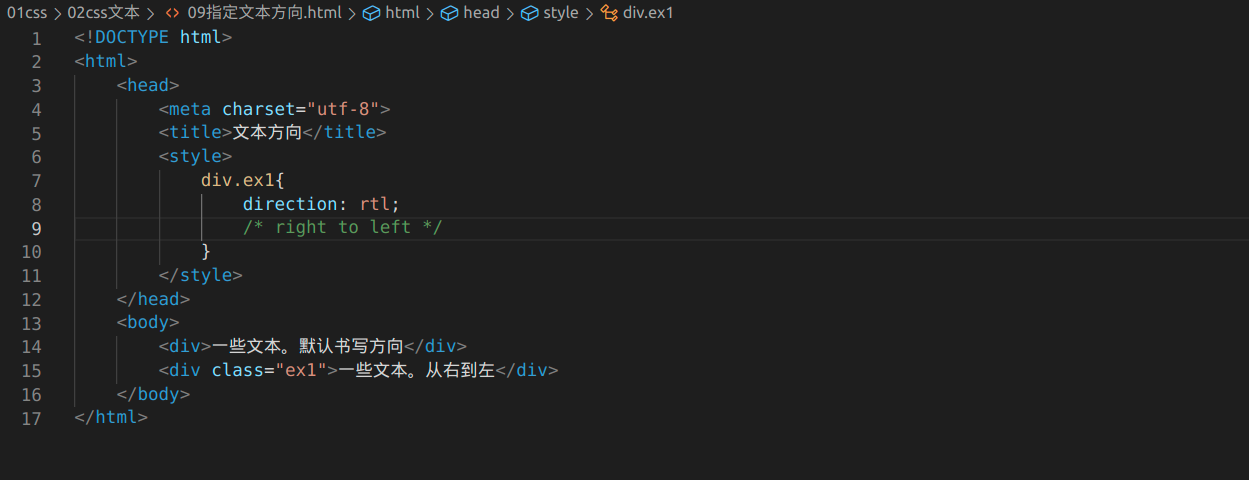 01css > 02css文本 > <> 09指定文本方向.html > html > head > style > div.ex1
1 <!DOCTYPE html>
2 <html>
3     <head>
4         <meta charset="utf-8">
5         <title>文本方向</title>
6         <style>
7             div.ex1{
8                 direction: rtl;
9                 /* right to left */
10             }
11         </style>
12     </head>
13     <body>
14         <div>一些文本。默认书写方向</div>
15         <div class="ex1">一些文本。从右到左</div>
16     </body>
17 </html>